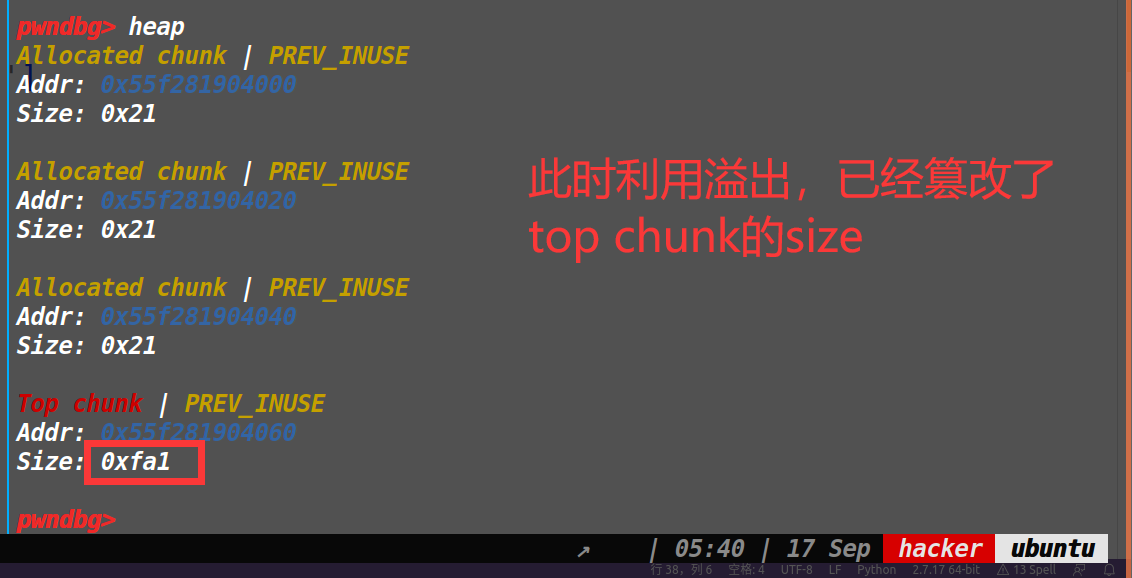 pwndbg> heap
Allocated chunk | PREV_INUSE
Addr: 0x55f281904000
Size: 0x21
Allocated chunk | PREV_INUSE
Addr: 0x55f281904020
Size: 0x21
此时利用溢出，已经篡改了
top chunk的size
Allocated chunk | PREV_INUSE
Addr: 0x55f281904040
Size: 0x21
Top chunk | PREV_INUSE
Addr: 0x55f281904060
Size: 0xfa1
pwndbg>
↗ | 05:40 | 17 Sep hacker ubuntu
行 38，列 6 空格: 4 UTF-8 LF Python 2.7.17 64-bit 13 Spell